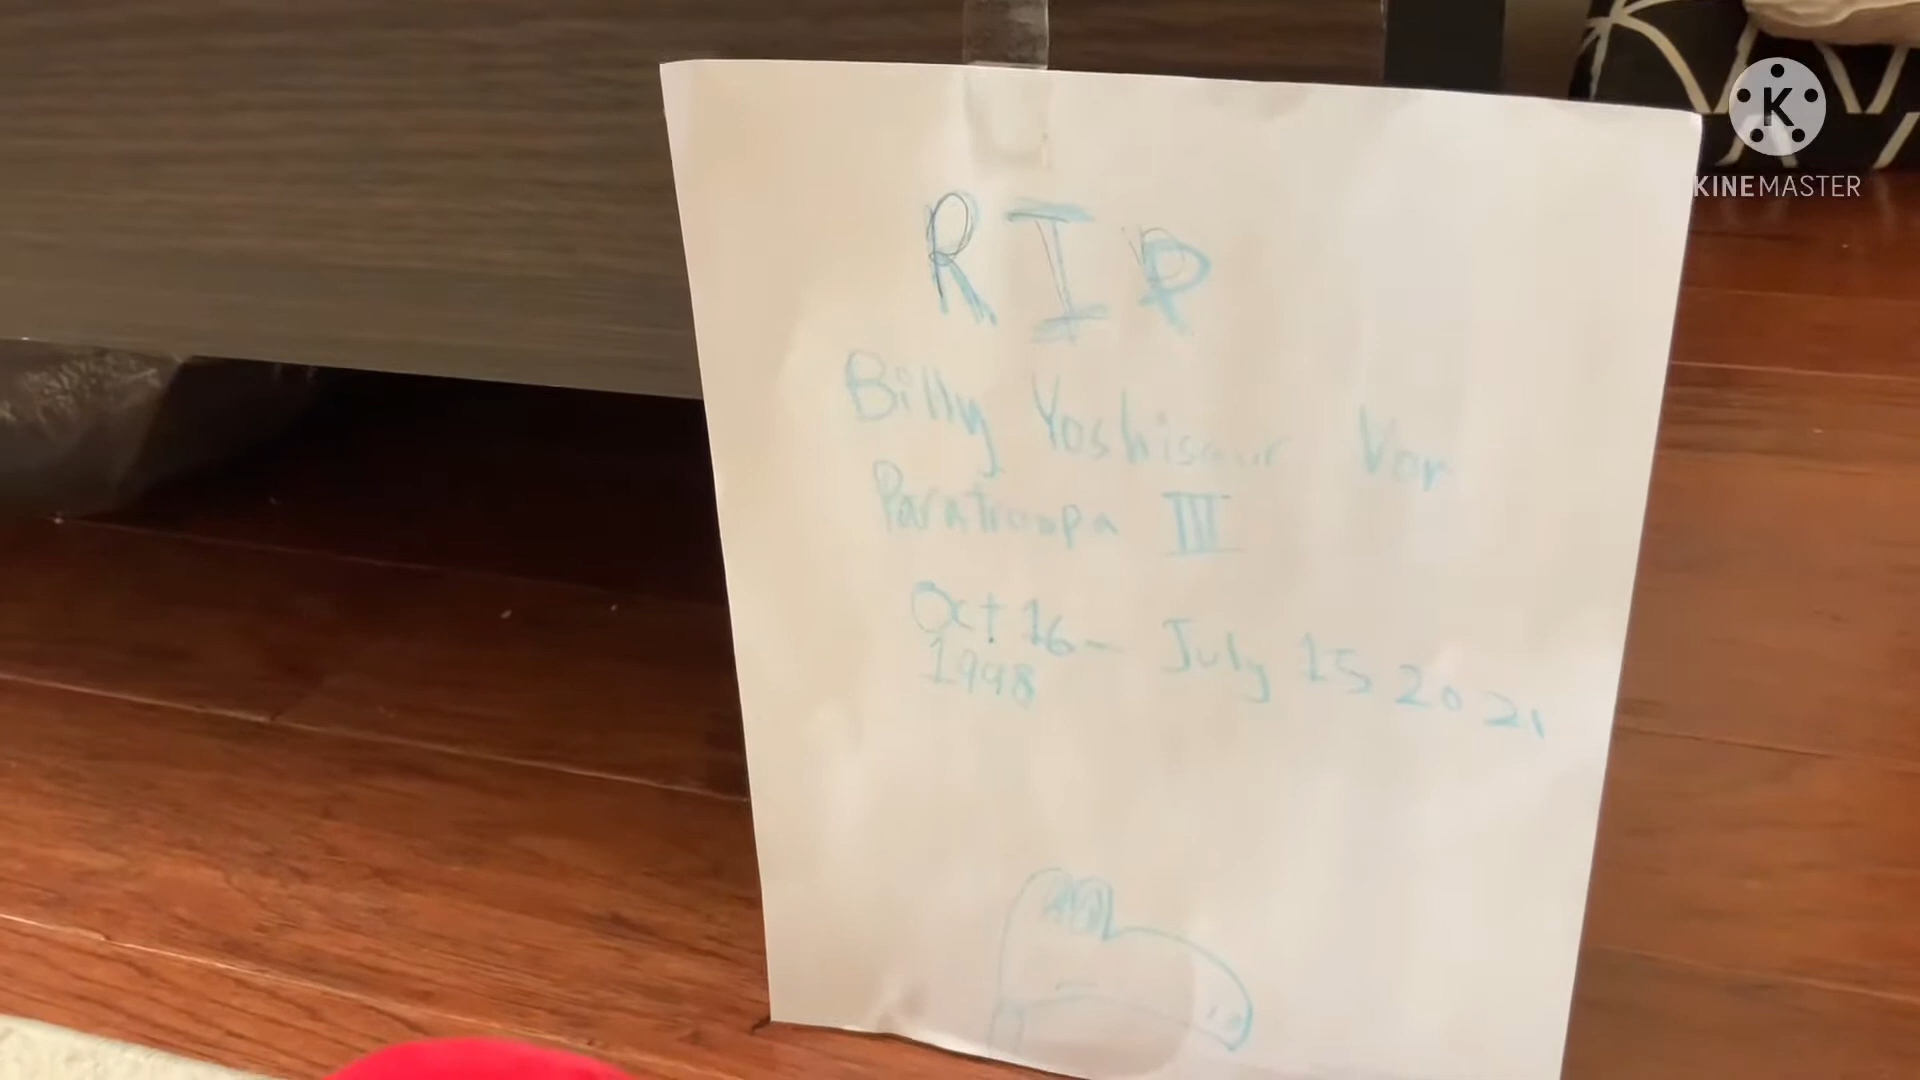 RIP
Billy Yoshisaur Von
Paratroopa III
Oct 16 - July 15 2021
1998
KINEMASTER